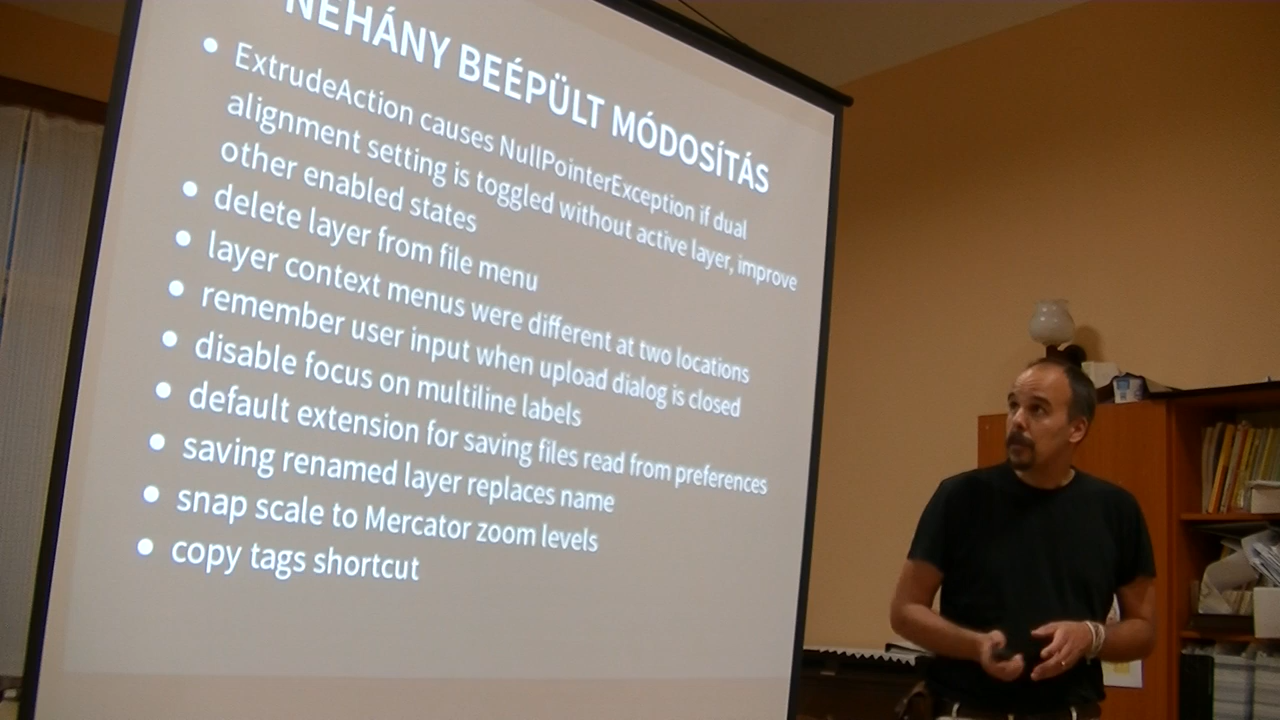 NÉHÁNY BEÉPÜLT MÓDOSÍTÁS
• ExtrudeAction causes NullPointerException if dual
alignment setting is toggled without active layer, improve
other enabled states
• delete layer from file menu
• layer context menus were different at two locations
• remember user input when upload dialog is closed
• disable focus on multiline labels
• default extension for saving files read from preferences
• saving renamed layer replaces name
• snap scale to Mercator zoom levels
• copy tags shortcut